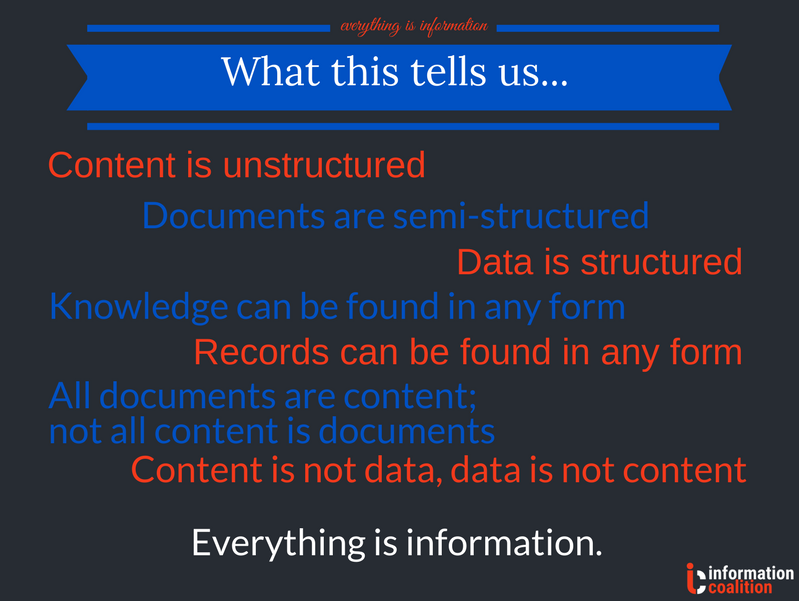 everything is information
What this tells us...
Content is unstructured
Documents are semi-structured
Data is structured
Knowledge can be found in any form
Records can be found in any form
All documents are content;
not all content is documents
Content is not data, data is not content
Everything is information.
information
coalition